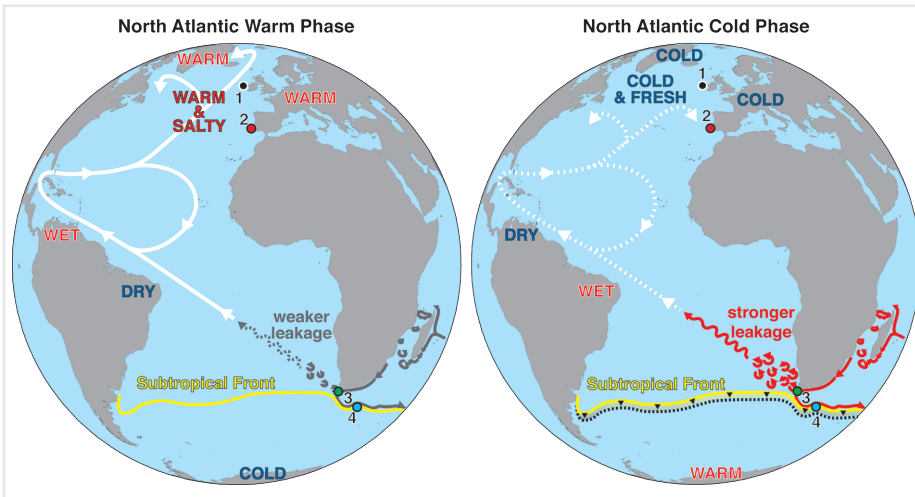 North Atlantic Warm Phase
WARM
WARM
&
SALTY
WARM
1
2
WET
DRY
weaker
leakage
Subtropical Front
3
4
COLD
North Atlantic Cold Phase
COLD
COLD
& FRESH
COLD
1
2
DRY
WET
stronger
leakage
Subtropical Front
3
4
WARM